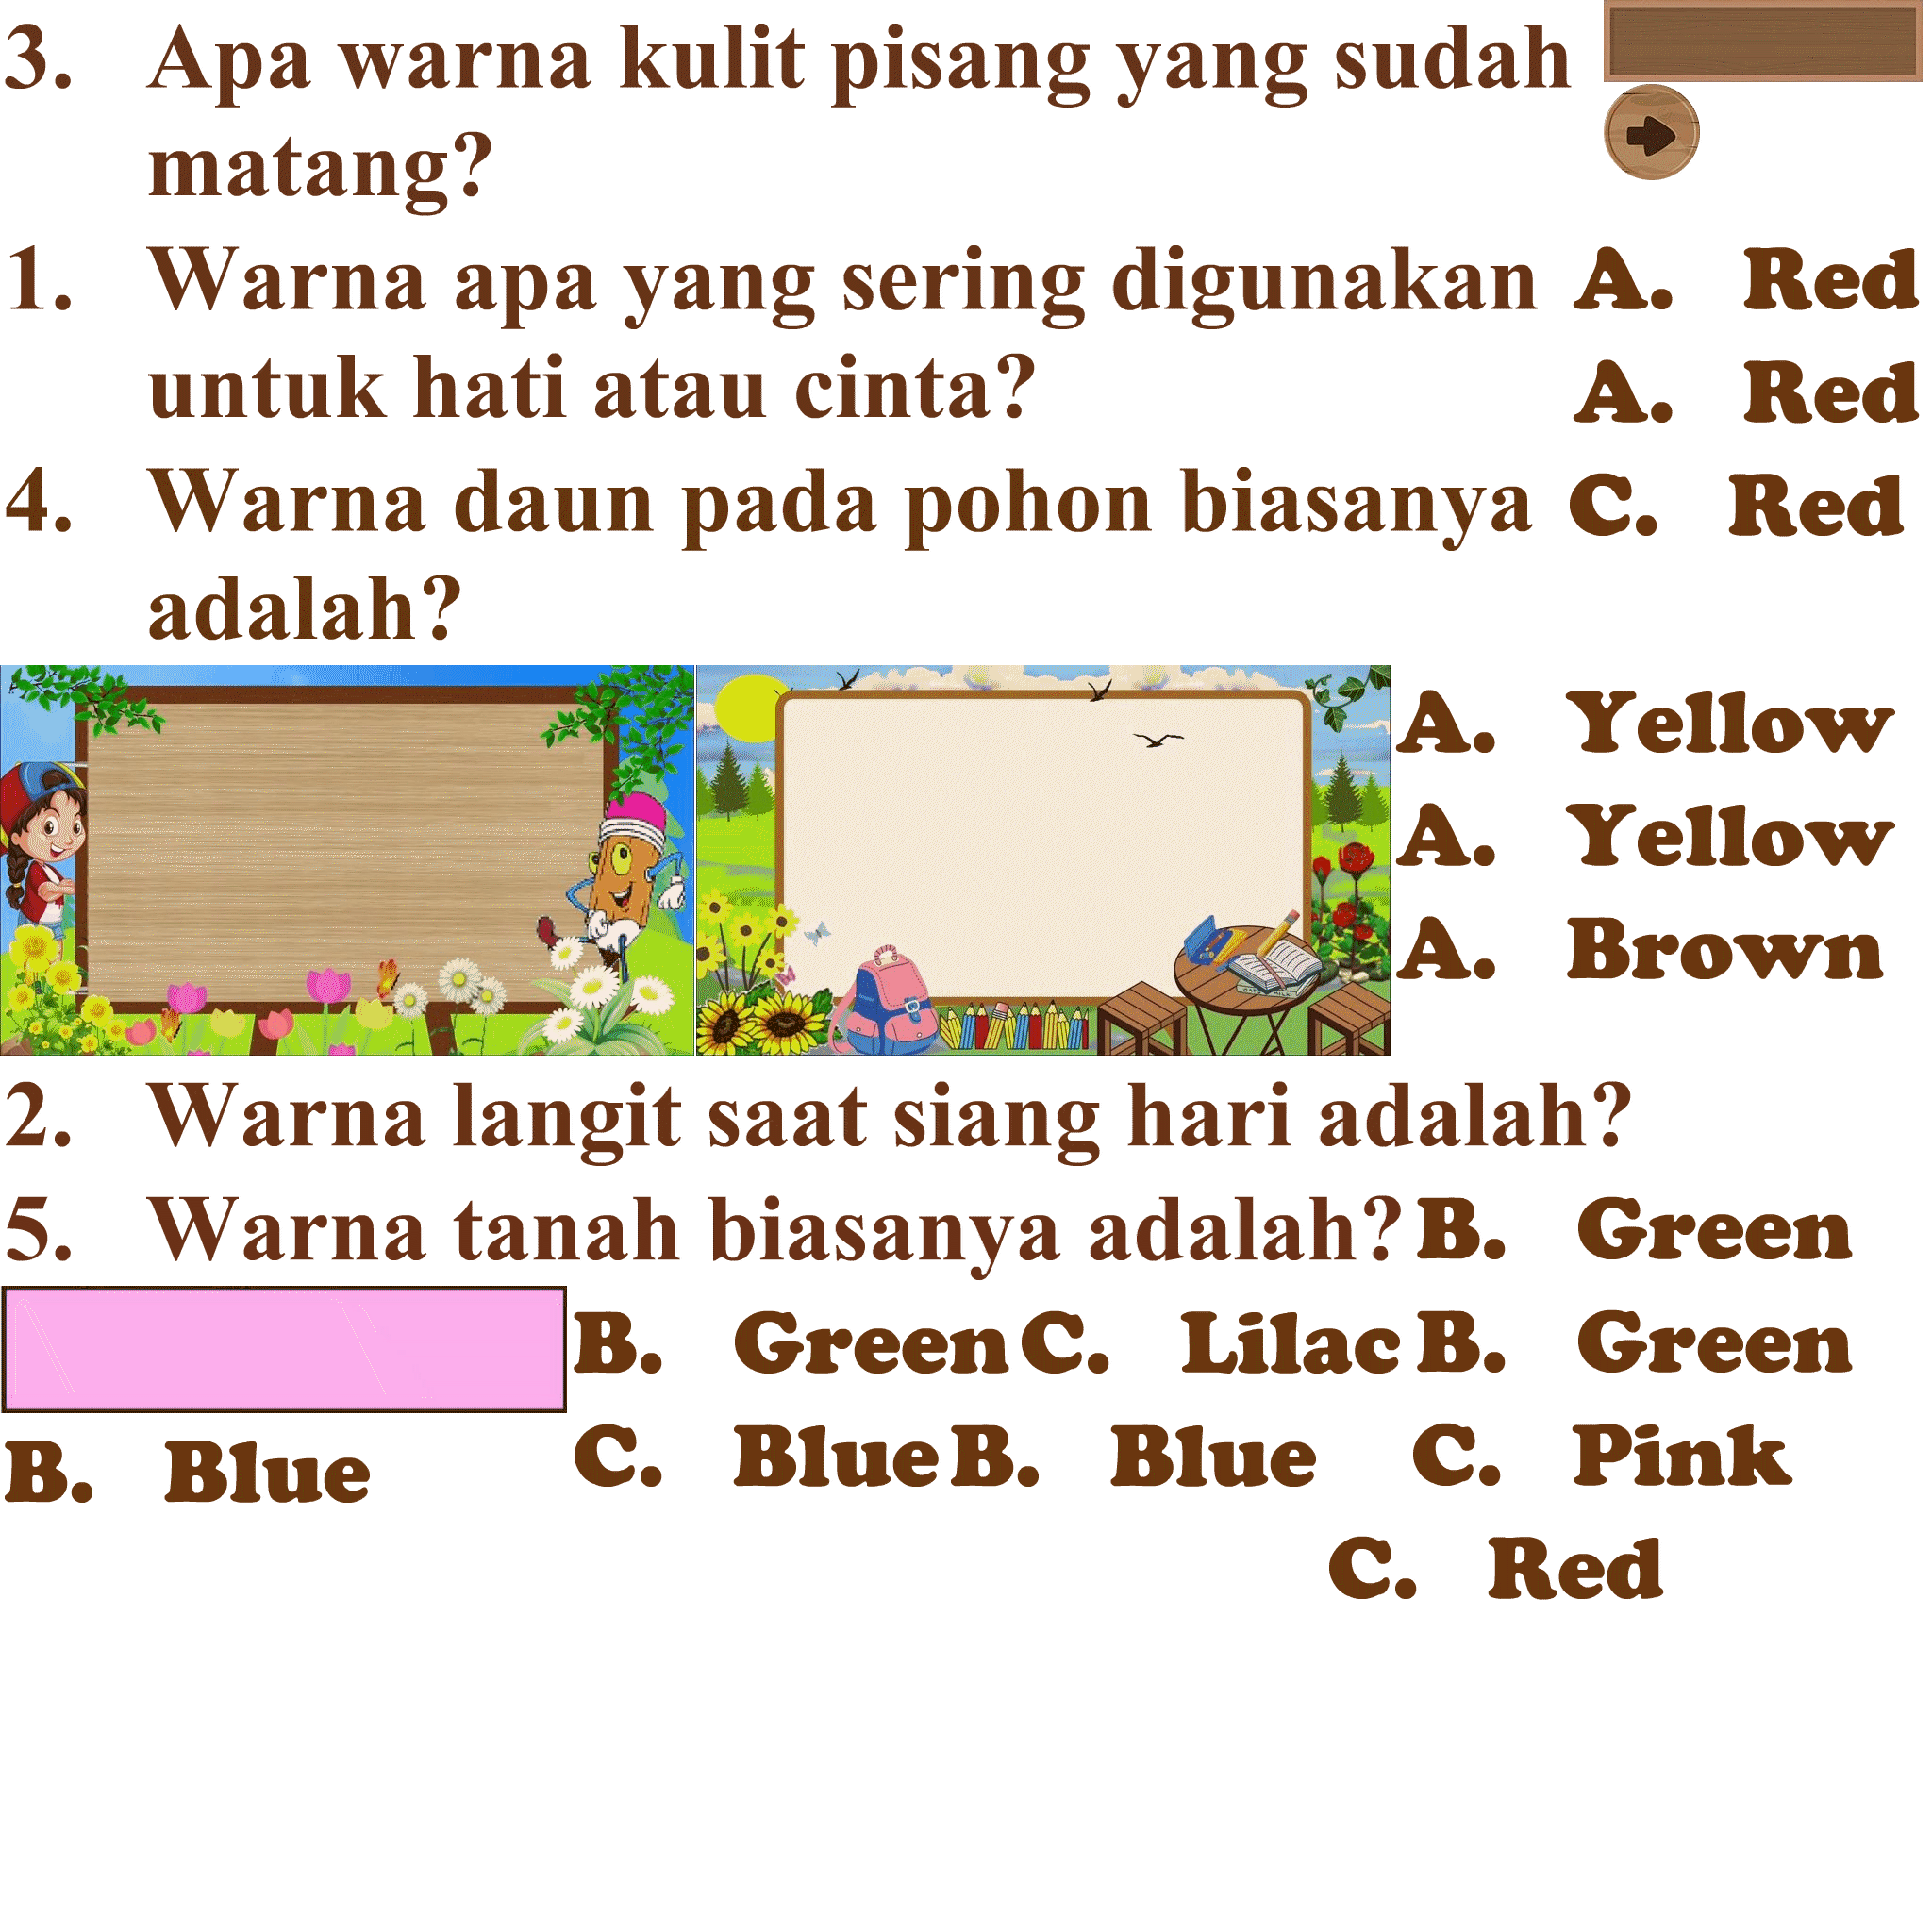 3. Apa warna kulit pisang yang sudah
matang?
1. Warna apa yang sering digunakan
untuk hati atau cinta?
A. Red
A. Red
4. Warna daun pada pohon biasanya
adalah?
C. Red
A. Yellow
A. Yellow
A. Brown
2. Warna langit saat siang hari adalah?
5. Warna tanah biasanya adalah?
B. Green
B. Green
C. Lilac
B. Green
B. Blue
C. Blue
B. Blue
C. Pink
C. Red